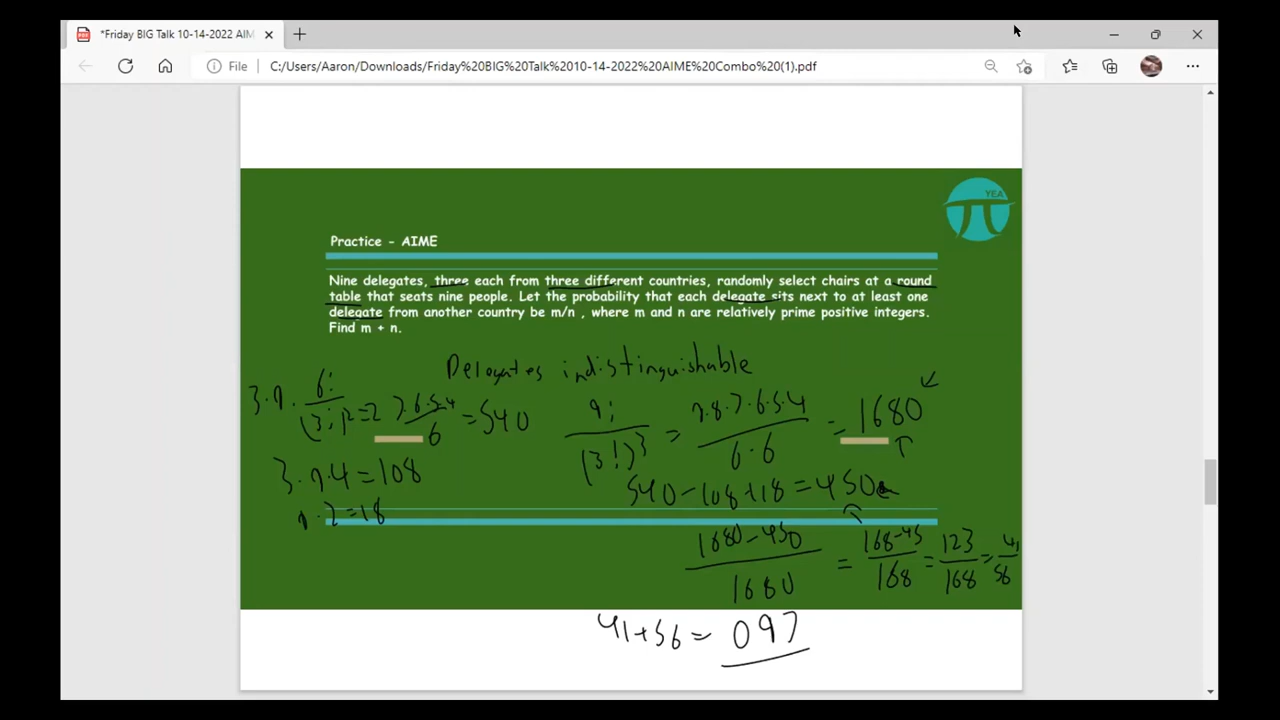 *Friday BIG Talk 10-14-2022 AIM
File C:/Users/Aaron/Downloads/Friday%20BIG%20Talk%2010-14-2022%20AIME%20Combo%20(1).pdf
YEA
Practice - AIME
Nine delegates, three each from three different countries, randomly select chairs at a round
table that seats nine people. Let the probability that each delegate sits next to at least one
delegate from another country be m/n , where m and n are relatively prime positive integers.
Find m + n.
Delegates indistinguishable
3·9· 6!/(3!)^2 = 9·6·5·4/6 = 540
9!/(3!)^3 = 9·8·7·6·5·4/6·6 = 1680
3·9·4=108
540-108+18=450
9·2=18
1680-450/1680 = 168-45/168 = 123/168 = 41/56
41+56= 097